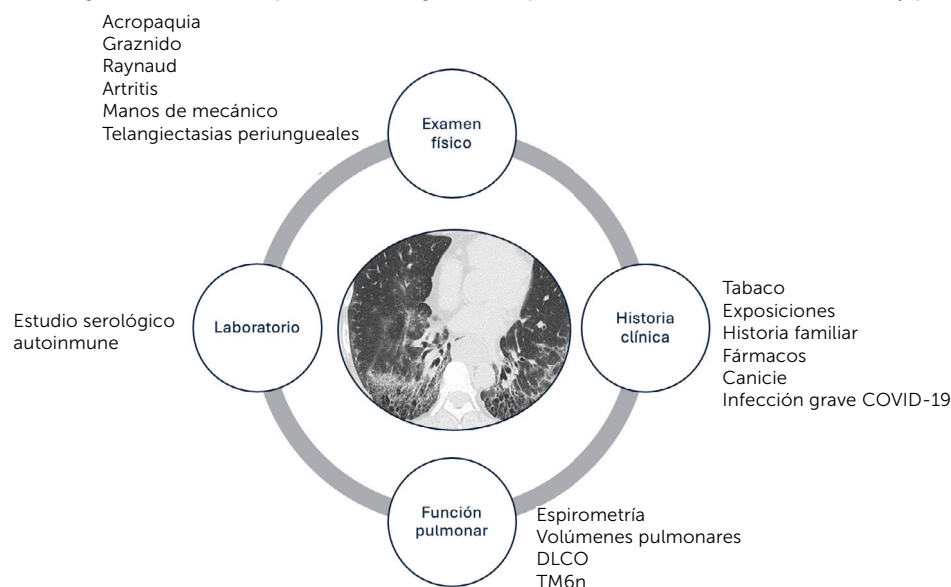 Acropaquia
Graznido
Raynaud
Artritis
Manos de mecánico
Telangiectasias periungueales
Examen
físico
Estudio serológico
autoinmune
Laboratorio
Historia
clínica
Tabaco
Exposiciones
Historia familiar
Fármacos
Canicie
Infección grave COVID-19
Función
pulmonar
Espirometría
Volúmenes pulmonares
DLCO
TM6n